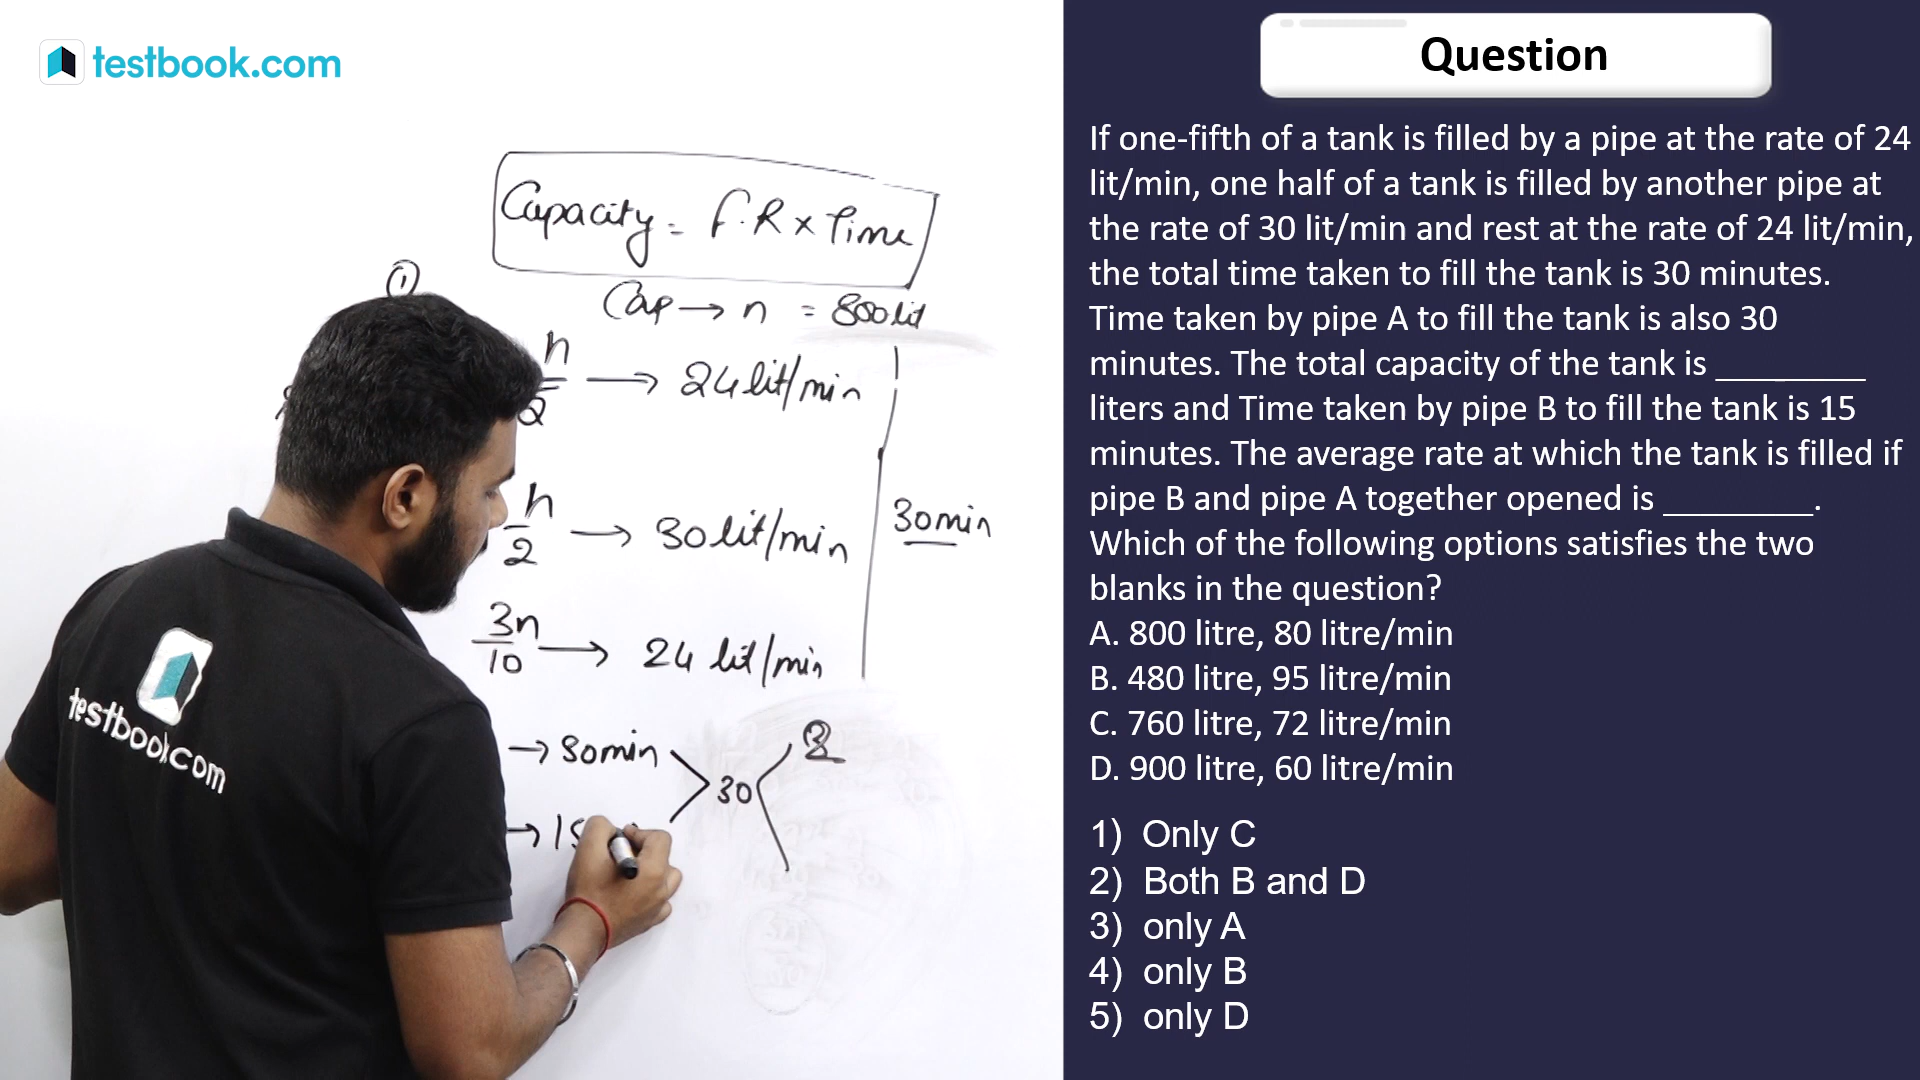 testbook.com
Capacity = F.R × Time
①
Cap → n = 800 lit
n/2 → 24 lit/min
n/2 → 30 lit/min
30 min
3n/10 → 24 lit/min
→ 30min
30
2
→ 15
testbook.com
Question
If one-fifth of a tank is filled by a pipe at the rate of 24
lit/min, one half of a tank is filled by another pipe at
the rate of 30 lit/min and rest at the rate of 24 lit/min,
the total time taken to fill the tank is 30 minutes.
Time taken by pipe A to fill the tank is also 30
minutes. The total capacity of the tank is ________
liters and Time taken by pipe B to fill the tank is 15
minutes. The average rate at which the tank is filled if
pipe B and pipe A together opened is ________.
Which of the following options satisfies the two
blanks in the question?
A. 800 litre, 80 litre/min
B. 480 litre, 95 litre/min
C. 760 litre, 72 litre/min
D. 900 litre, 60 litre/min
1) Only C
2) Both B and D
3) only A
4) only B
5) only D